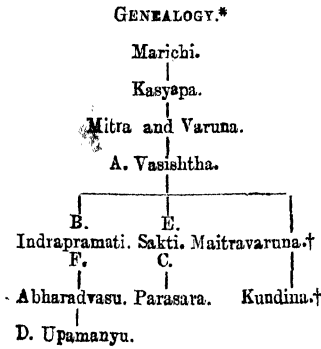 GENEALOGY.*
Marichi.
Kasyapa.
Mitra and Varuna.
A. Vasishtha.
B. E.
Indrapramati. Sakti. Maitravaruna.†
F. C.
Abharadvasu. Parasara. Kundina.†
D. Upamanyu.